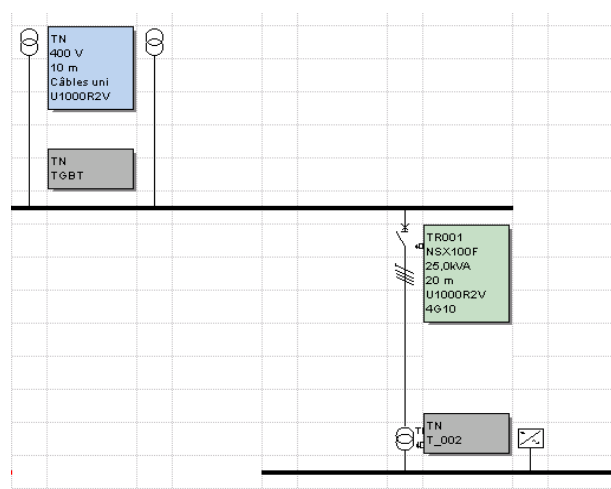 TN
400 V
10 m
Câbles uni
U1000R2V
TN
TGBT
TR001
NSX100F
25,0kVA
20 m
U1000R2V
4G10
TN
T_002